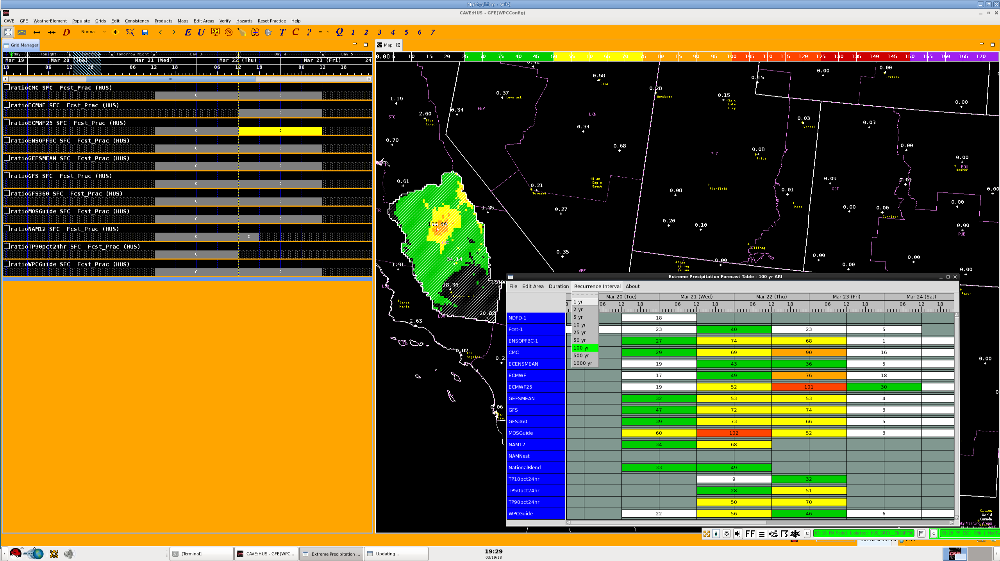 NoMachine - WPC
CAVE:HUS - GFE(WPCConfig)
CAVE GFE WeatherElement Populate Grids Edit Consistency Products Maps Edit Areas Verify Hazards Reset Practice Help
D Normal E U 32 T C ? = Q 1 2 3 4 5 6 7
Grid Manager
Today Tonight Tomorrow Tomorrow Night Day 3 Day 4 Day 5
Mar 19 Mar 20 (Tue) Mar 21 (Wed) Mar 22 (Thu) Mar 23 (Fri) 24
18 06 12 18 06 12 18 06 12 18 06 12 18
ratioCMC SFC Fcst_Prac (HUS)
C C
ratioECMWF SFC Fcst_Prac (HUS)
C
ratioECMWF25 SFC Fcst_Prac (HUS)
C C
ratioENSQPFBC SFC Fcst_Prac (HUS)
C C
ratioGEFSMEAN SFC Fcst_Prac (HUS)
C C
ratioGFS SFC Fcst_Prac (HUS)
C C
ratioGFS360 SFC Fcst_Prac (HUS)
C C
ratioMOSGuide SFC Fcst_Prac (HUS)
C C
ratioNAM12 SFC Fcst_Prac (HUS)
C C
ratioTP90pct24hr SFC Fcst_Prac (HUS)
C
ratioWPCGuide SFC Fcst_Prac (HUS)
C C
Map
0.00 5 10 15 20 25 30 35 40 45 50 55 60 65 70 75 80 85 90 95 100 105 110 115 120 125 130 135 140 145 150 155 160 165 170
0.42
0.00 0.00
0.58 0.15 Rawlins
Elko
0.28
0.37 Lovelock Wendover 0.15
1.19 Salt Lake City 0.00
REV
2.60 0.34 LKN
STO 0.03
Blue Canyon 0.34 Vernal 0.03
0.70 0.68 0.00
0.08 SLC
Price 0.00
BOU
Denver
0.61 0.21 Blue Eagle Ranch 0.09 0.01
Tonopah Richfield GJT
0.08 0.01 0.00
1.35 0.27 Moab 0.00 0.00 0.00
Gunnison
100.60 0.20 0.10 0.00
PUB
Bullfrog
0.35
34.14 0.00 0.00 0.00
1.91 Pipe Spring 0.00
VEF 0.00
18.36
Bakersfield
Santa Maria
20.82
LOX
2.63
0.82
Los Angeles
0.06
Raton
0.00
Extreme Precipitation Forecast Table - 100 yr ARI
File Edit Area Duration Recurrence Interval About
1 yr
2 yr
5 yr
10 yr
25 yr
50 yr
100 yr
500 yr
1000 yr
Mar 20 (Tue) Mar 21 (Wed) Mar 22 (Thu) Mar 23 (Fri) Mar 24 (Sat)
06 12 18 06 12 18 06 12 18 06 12 18 06 12 18
NDFD-1 18
Fcst-1 23 40 23 5
ENSQPFBC-1 27 74 68 1
CMC 29 69 90 16
ECENSMEAN 19 43 36 5
ECMWF 17 49 76 18
ECMWF25 19 52 101 30
GEFSMEAN 32 53 53 4
GFS 47 72 74 3
GFS360 39 73 66 5
MOSGuide 60 102 52 3
NAM12 34 68
NAMNest
NationalBlend 33 49
TP10pct24hr 9 32
TP50pct24hr 28 51
TP90pct24hr 50 70
WPCGuide 22 56 46 6
Cities
World
Canada
FF C 03:16 PM Model Updated: HUS_GRID__ENSQPFBC C 03:29 PM ISC: RNK ['MaxTw
[Terminal] CAVE:HUS - GFE(WPC... Extreme Precipitation ... Updating...
19:29
03/19/18